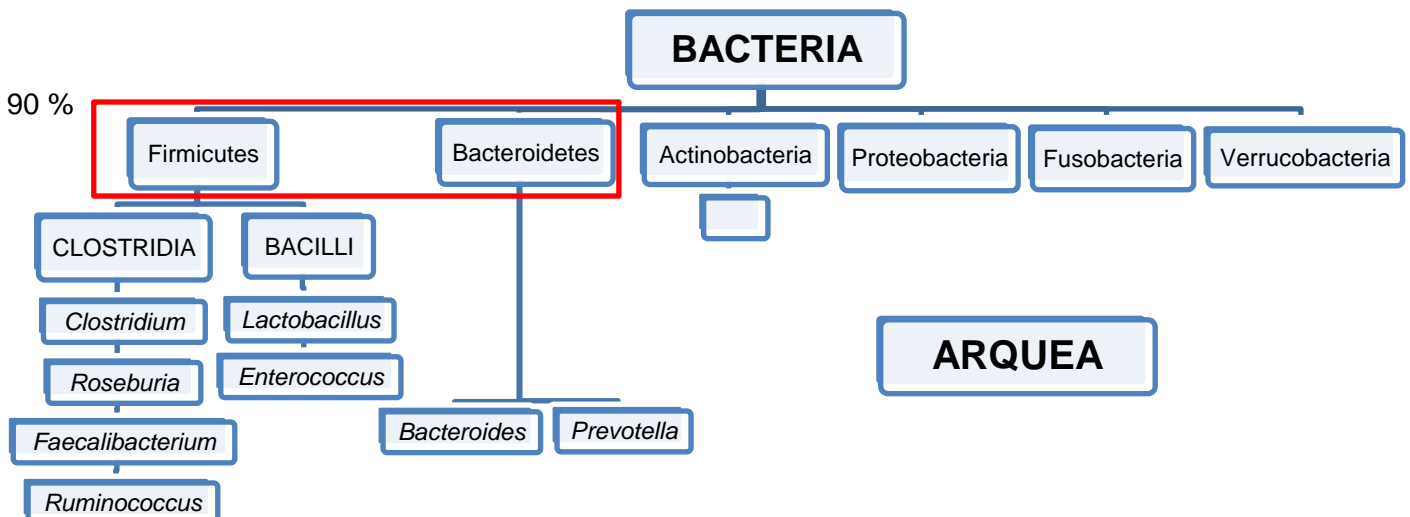 BACTERIA
90 %
Firmicutes
Bacteroidetes
Actinobacteria
Proteobacteria
Fusobacteria
Verrucobacteria
CLOSTRIDIA
BACILLI
Clostridium
Lactobacillus
Roseburia
Enterococcus
Faecalibacterium
Ruminococcus
Bacteroides
Prevotella
ARQUEA